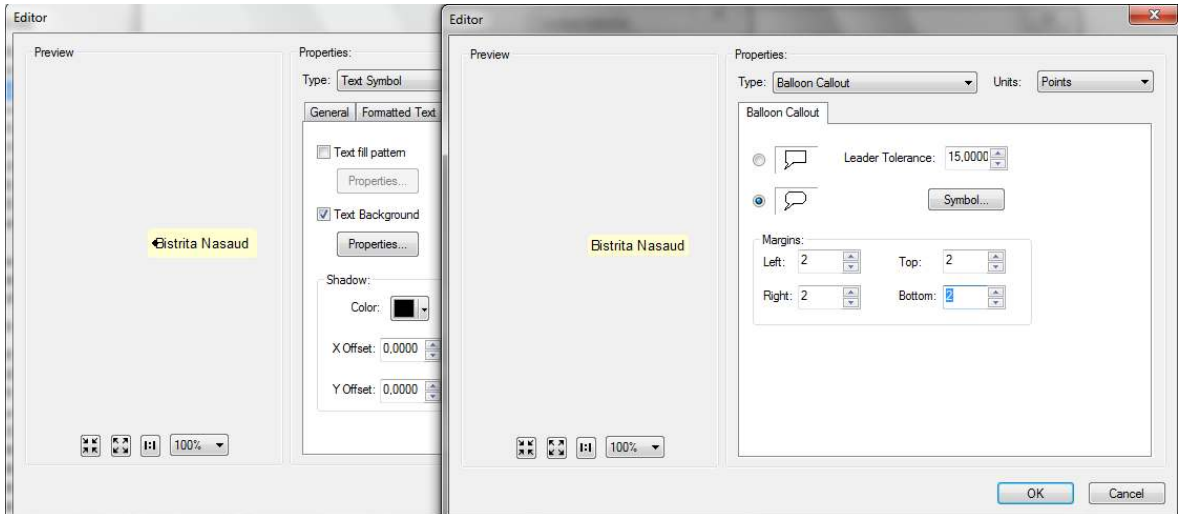 Editor
Preview
Bistrita Nasaud
100%
Properties:
Type: Text Symbol
General Formatted Text
Text fill pattern
Properties...
Text Background
Properties...
Shadow:
Color:
X Offset: 0,0000
Y Offset: 0,0000
Editor
Preview
Bistrita Nasaud
100%
Properties:
Type: Balloon Callout Units: Points
Balloon Callout
Leader Tolerance: 15,0000
Symbol...
Margins:
Left: 2 Top: 2
Right: 2 Bottom: 2
OK Cancel